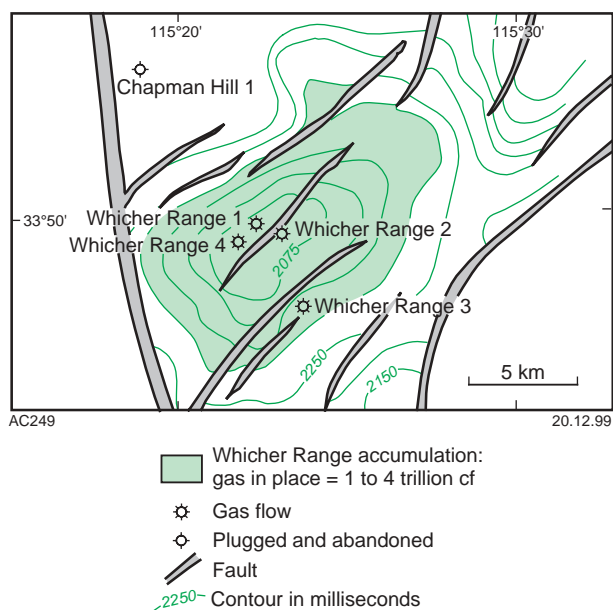 115°20' 115°30'
Chapman Hill 1
33°50'
Whicher Range 1
Whicher Range 2
Whicher Range 4
2075
Whicher Range 3
2250
2150
5 km
AC249 20.12.99
Whicher Range accumulation:
gas in place = 1 to 4 trillion cf
Gas flow
Plugged and abandoned
Fault
2250 Contour in milliseconds